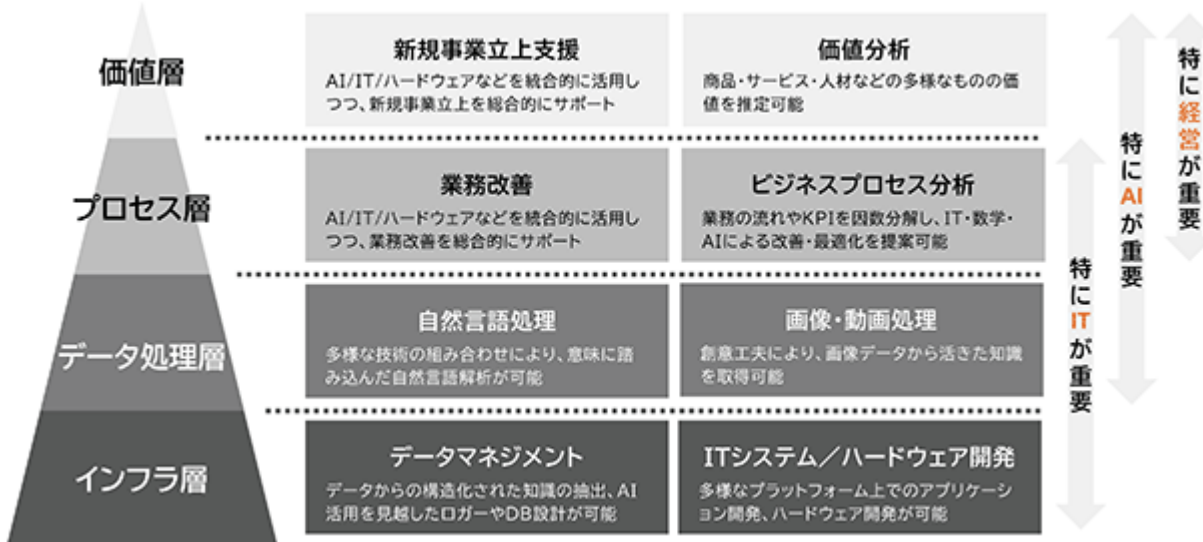 価値層
新規事業立上支援
AI/IT/ハードウェアなどを統合的に活用し
つつ、新規事業立上を総合的にサポート
価値分析
商品・サービス・人材などの多様なものの価
値を推定可能
プロセス層
業務改善
AI/IT/ハードウェアなどを統合的に活用し
つつ、業務改善を総合的にサポート
ビジネスプロセス分析
業務の流れやKPIを因数分解し、IT・数学・
AIによる改善・最適化を提案可能
データ処理層
自然言語処理
多様な技術の組み合わせにより、意味に踏
み込んだ自然言語解析が可能
画像・動画処理
創意工夫により、画像データから活きた知識
を取得可能
インフラ層
データマネジメント
データからの構造化された知識の抽出、AI
活用を見越したロガーやDB設計が可能
ITシステム／ハードウェア開発
多様なプラットフォーム上でのアプリケーシ
ョン開発、ハードウェア開発が可能
特に経営が重要
特にAIが重要
特にITが重要